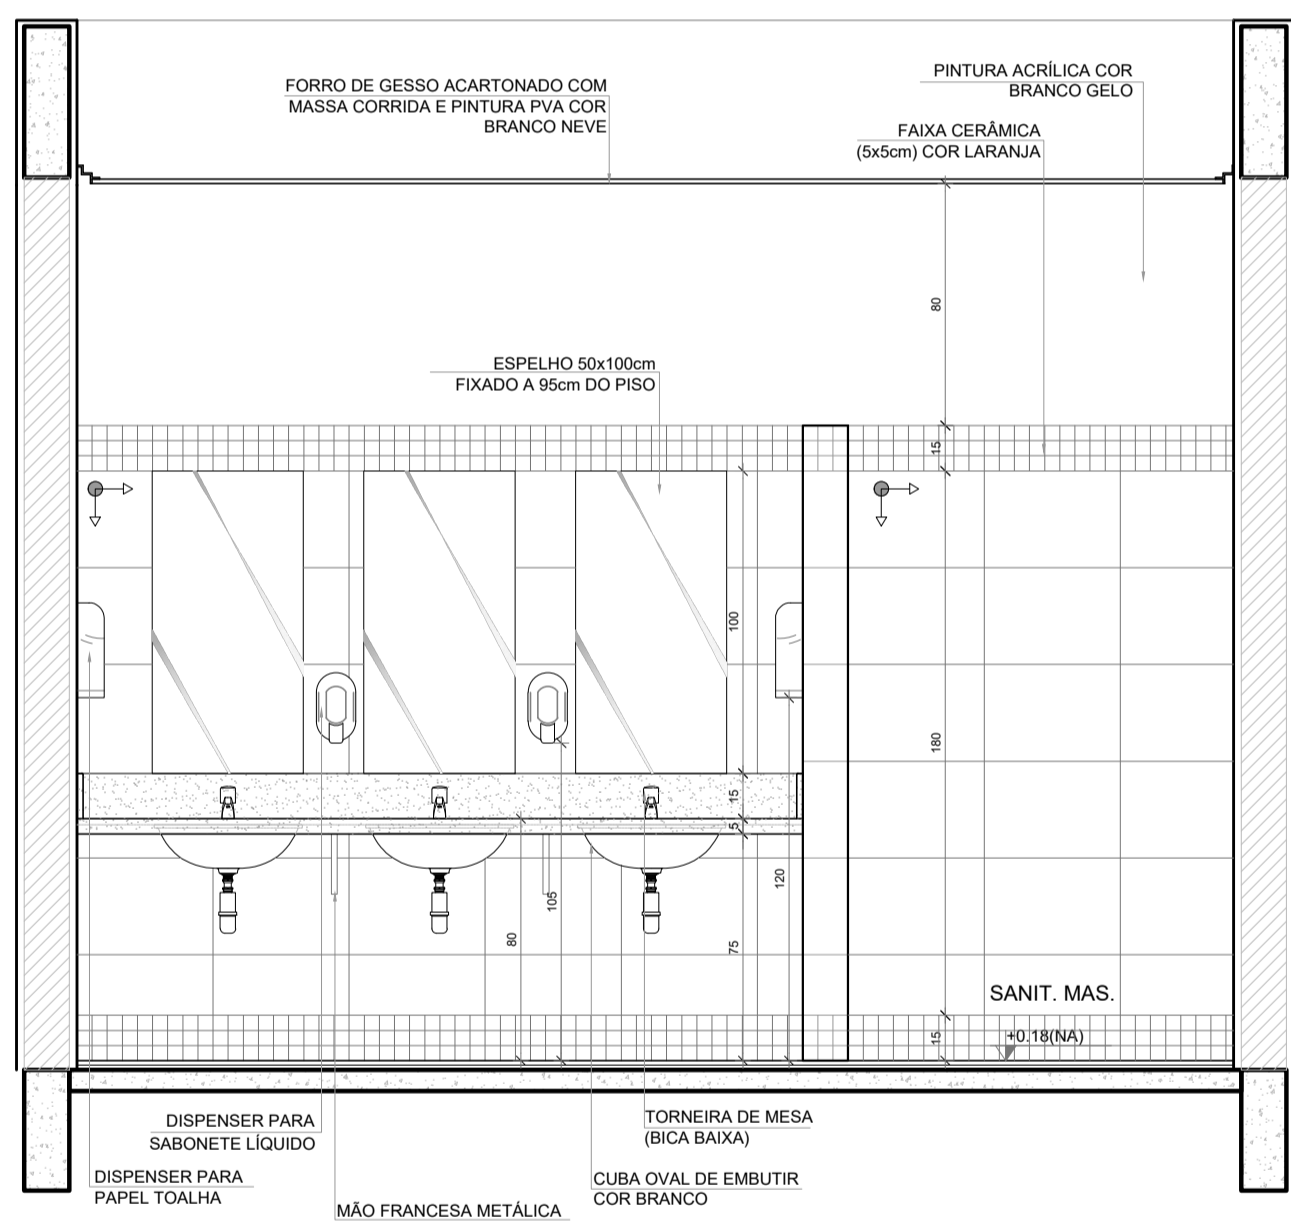 FORRO DE GESSO ACARTONADO COM
MASSA CORRIDA E PINTURA PVA COR
BRANCO NEVE
PINTURA ACRÍLICA COR
BRANCO GELO
FAIXA CERÂMICA
(5x5cm) COR LARANJA
80
ESPELHO 50x100cm
FIXADO A 95cm DO PISO
15
100
180
15
5
120
105
80
75
SANIT. MAS.
+0.18(NA)
15
DISPENSER PARA
SABONETE LÍQUIDO
TORNEIRA DE MESA
(BICA BAIXA)
DISPENSER PARA
PAPEL TOALHA
CUBA OVAL DE EMBUTIR
COR BRANCO
MÃO FRANCESA METÁLICA